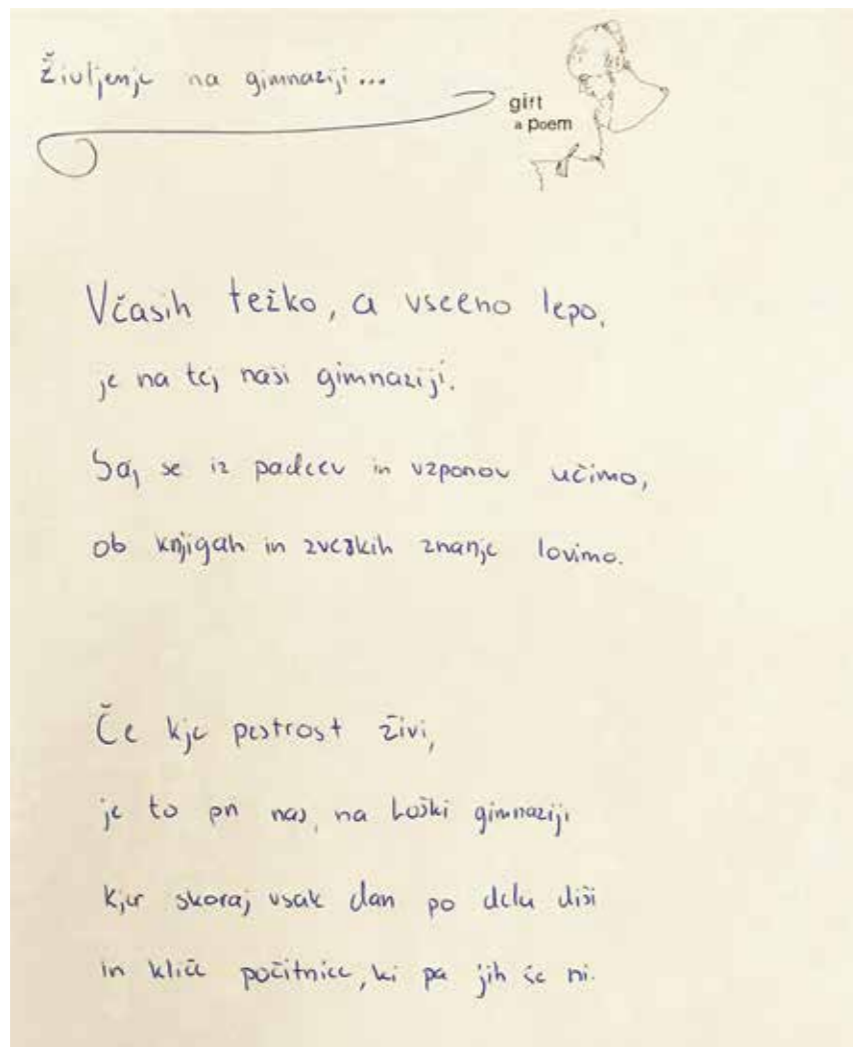 Življenje na gimnaziji...
gift
a poem
Včasih težko, a vseeno lepo,
je na tej naši gimnaziji.
Saj se iz padcev in vzponov učimo,
ob knjigah in zvezkih znanje lovimo.
Če kje pestrost živi,
je to pri nas, na Loški gimnaziji
kjer skoraj vsak dan po delu diši
in kliče počitnice, ki pa jih še ni.